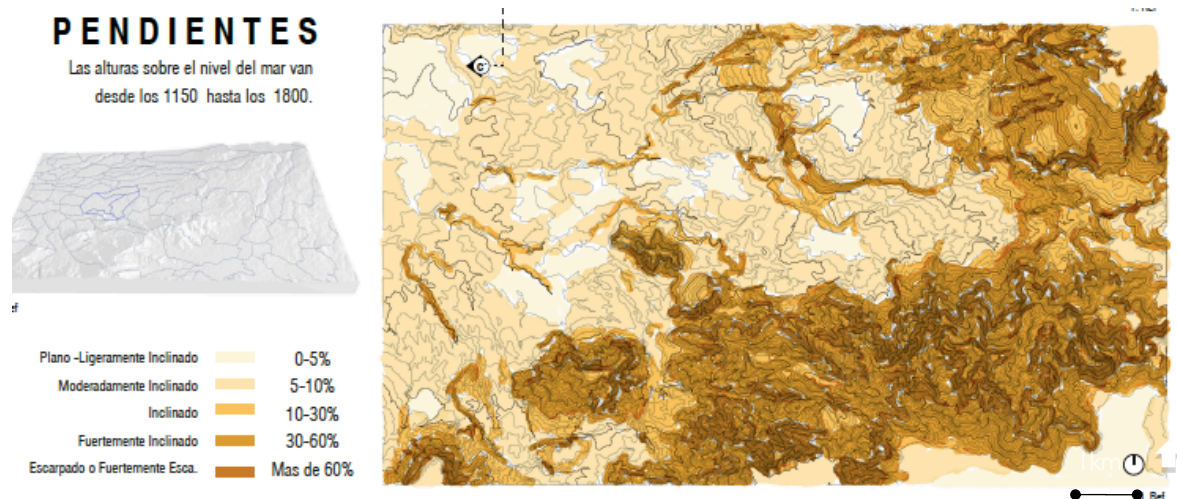 PENDIENTES
Las alturas sobre el nivel del mar van
desde los 1150 hasta los 1800.
C'
ef
Plano -Ligeramente Inclinado 0-5%
Moderadamente Inclinado 5-10%
Inclinado 10-30%
Fuertemente Inclinado 30-60%
Escarpado o Fuertemente Esca. Mas de 60%
1km
Ref